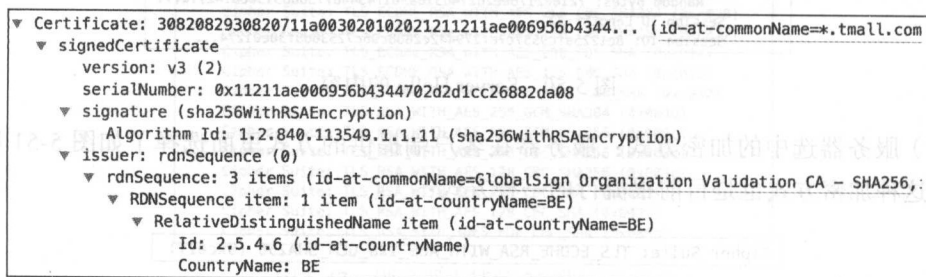 ▼ Certificate: 3082082930820711a003020102021211211ae006956b4344... (id-at-commonName=*.tmall.com
▼ signedCertificate
version: v3 (2)
serialNumber: 0x11211ae006956b4344702d2d1cc26882da08
▼ signature (sha256WithRSAEncryption)
Algorithm Id: 1.2.840.113549.1.1.11 (sha256WithRSAEncryption)
▼ issuer: rdnSequence (0)
▼ rdnSequence: 3 items (id-at-commonName=GlobalSign Organization Validation CA – SHA256,
▼ RDNSequence item: 1 item (id-at-countryName=BE)
▼ RelativeDistinguishedName item (id-at-countryName=BE)
Id: 2.5.4.6 (id-at-countryName)
CountryName: BE